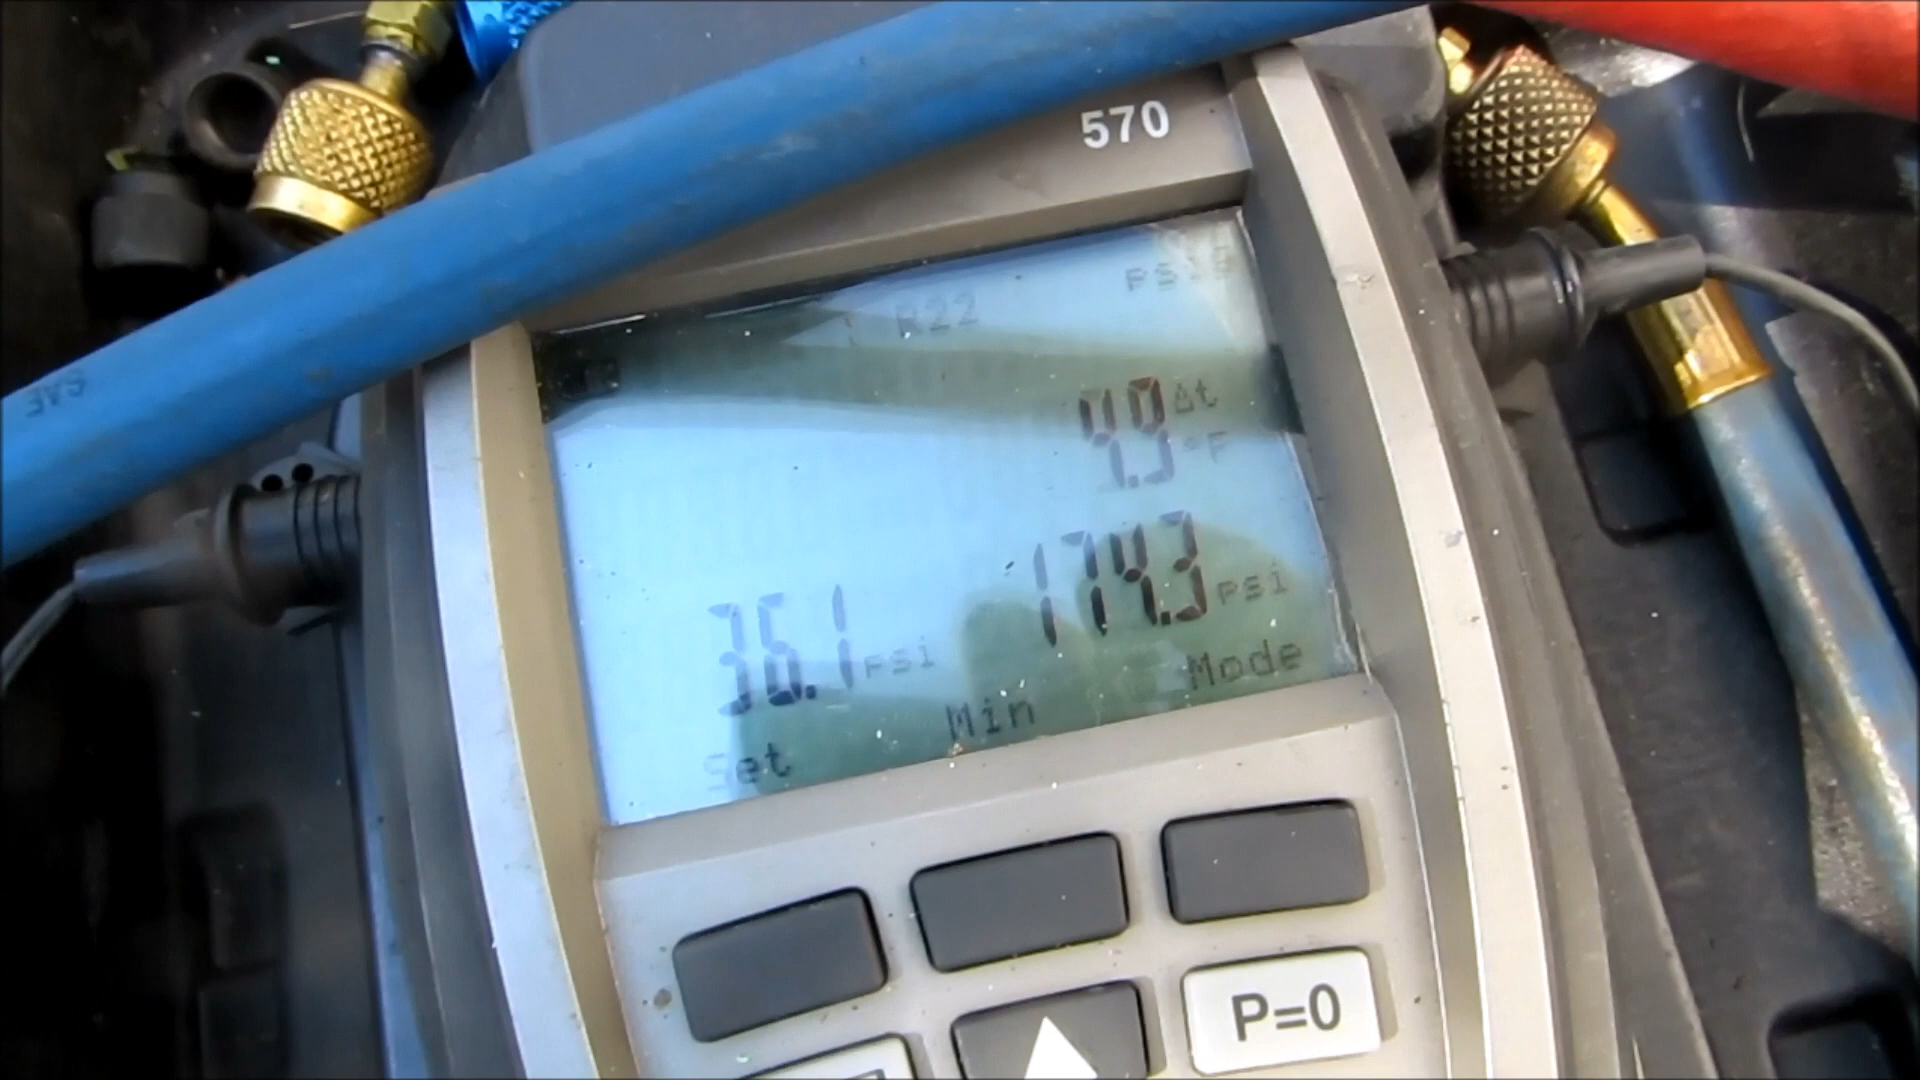 570
SAE
R22
psig
4.9 Δt
°F
36.1 psi
174.3 psi
Set
Min
Mode
P=0